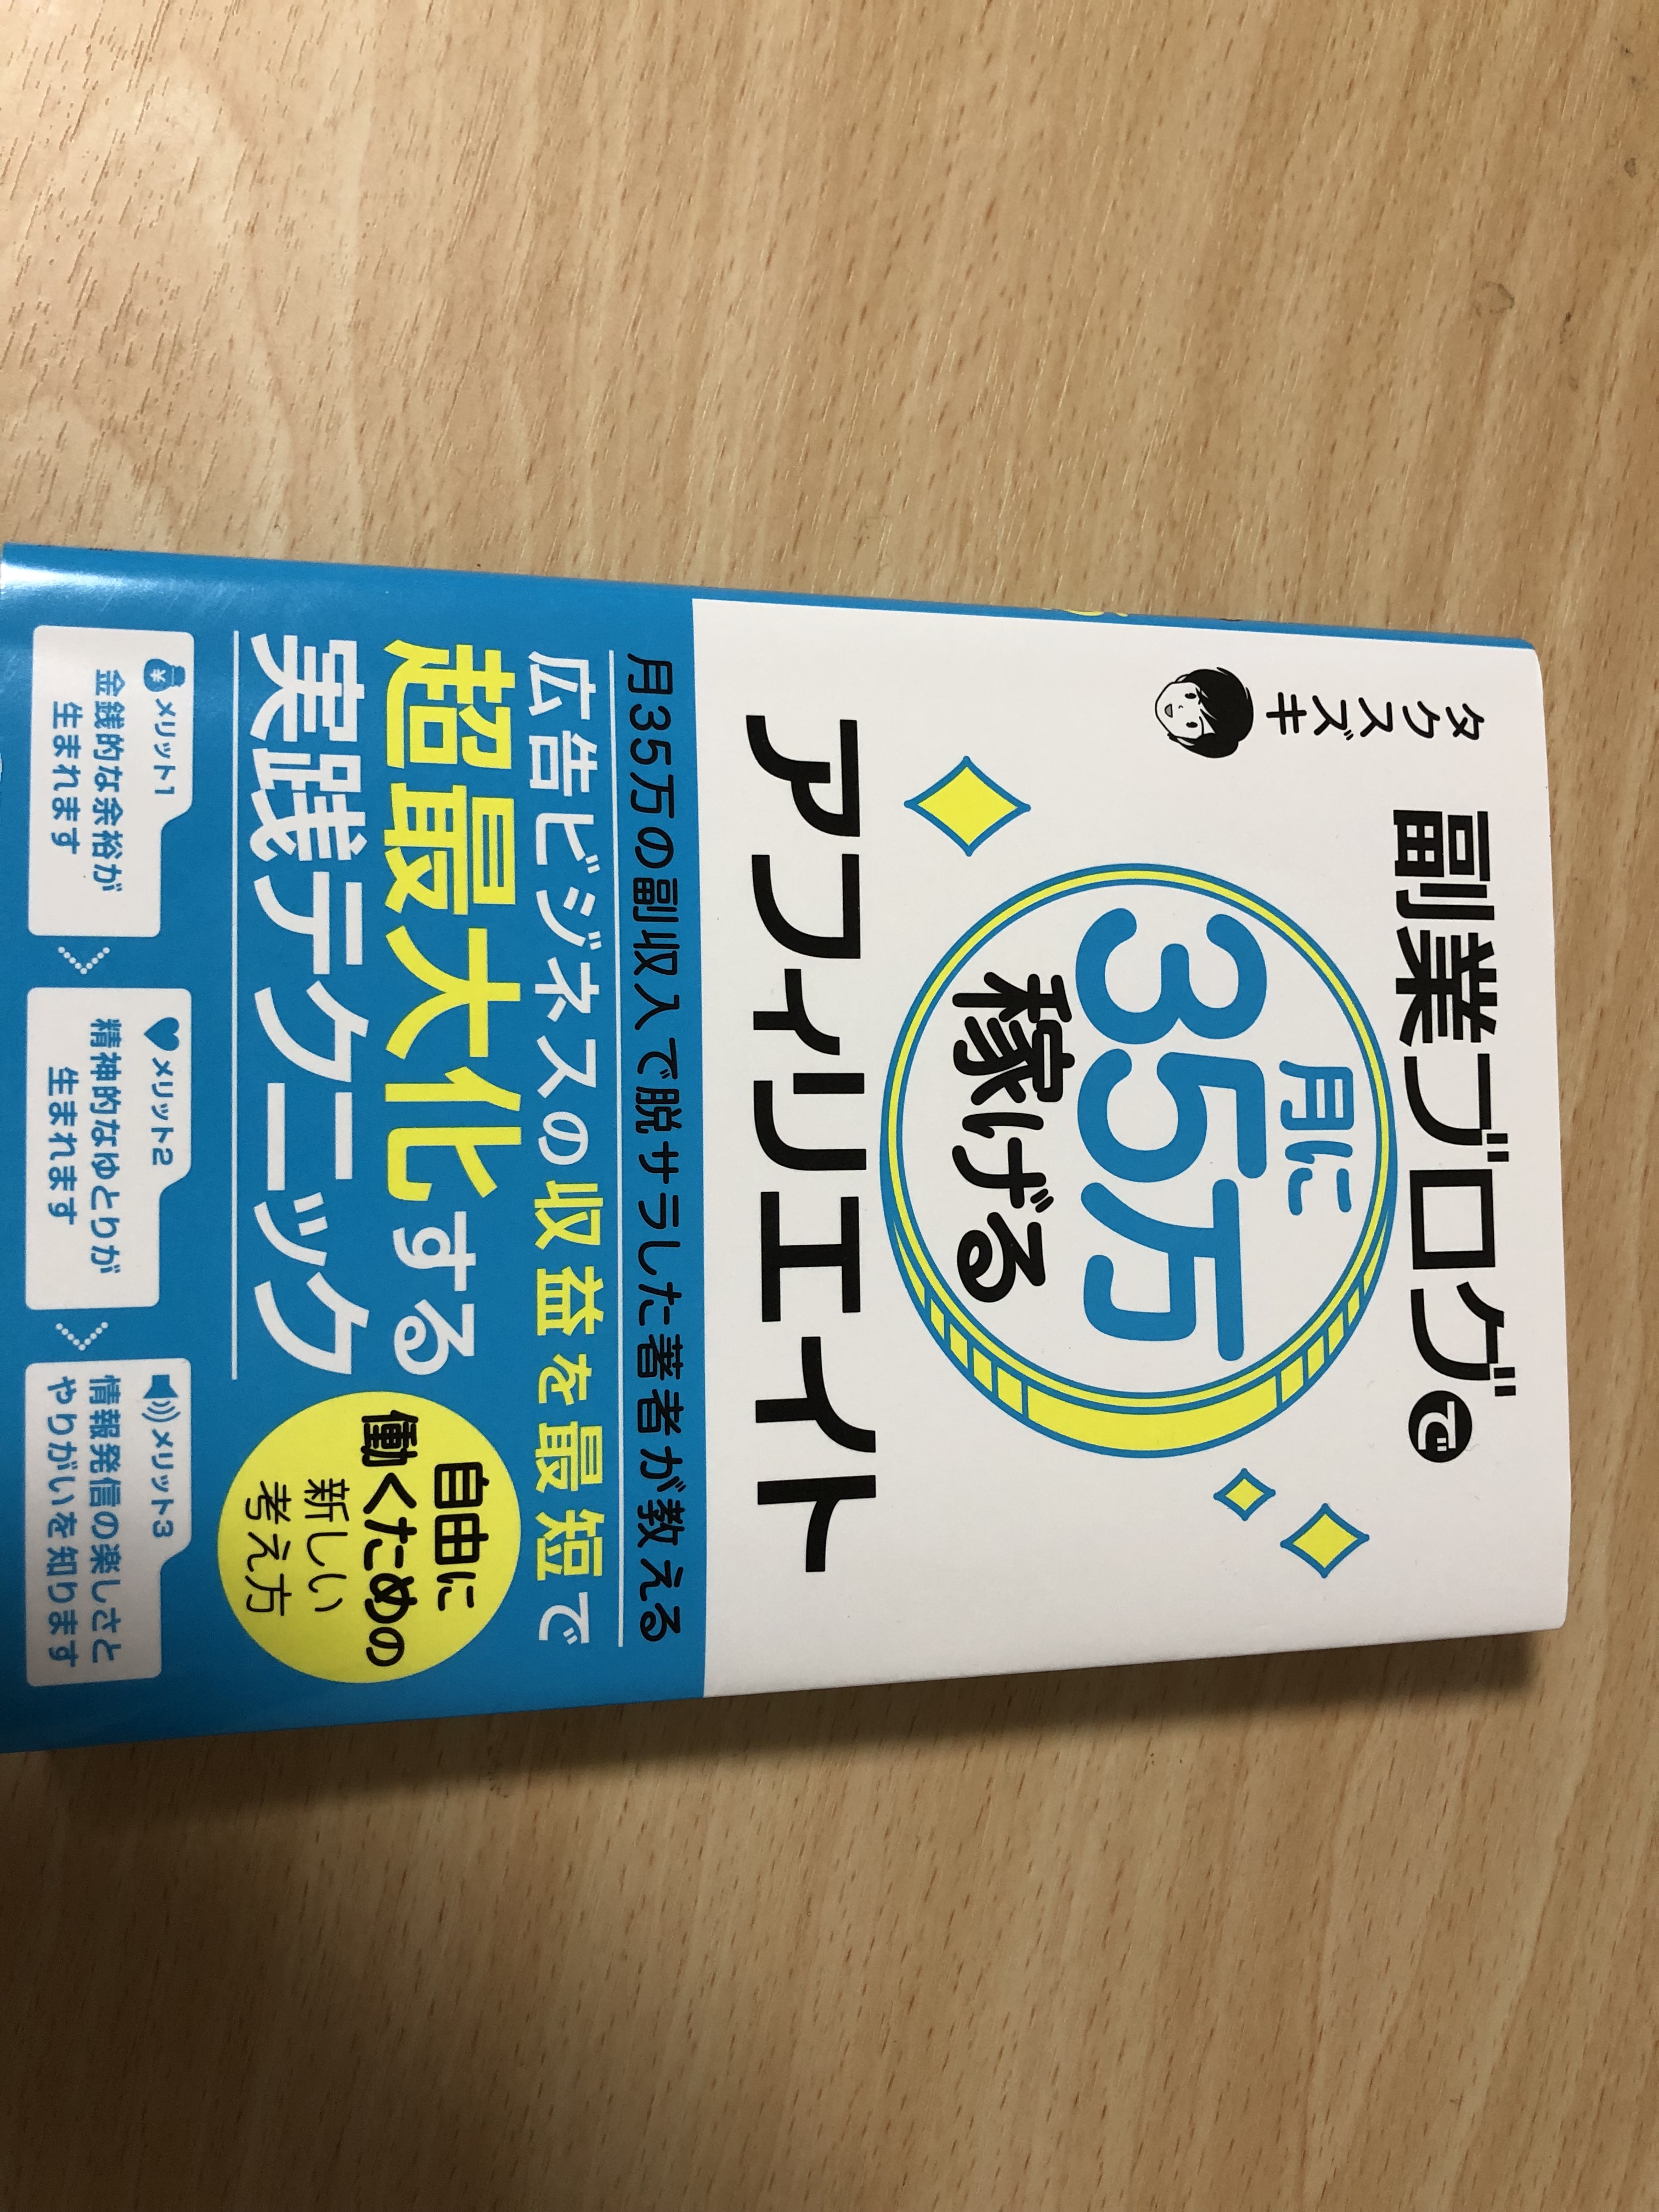 タクスズキ
副業ブログで
月に
35万
稼げる
アフィリエイト
月35万の副収入で脱サラした著者が教える
広告ビジネスの収益を最短で
超最大化する
実践テクニック
自由に
働くための
新しい
考え方
メリット1
金銭的な余裕が
生まれます
メリット2
精神的なゆとりが
生まれます
メリット3
情報発信の楽しさと
やりがいを知ります